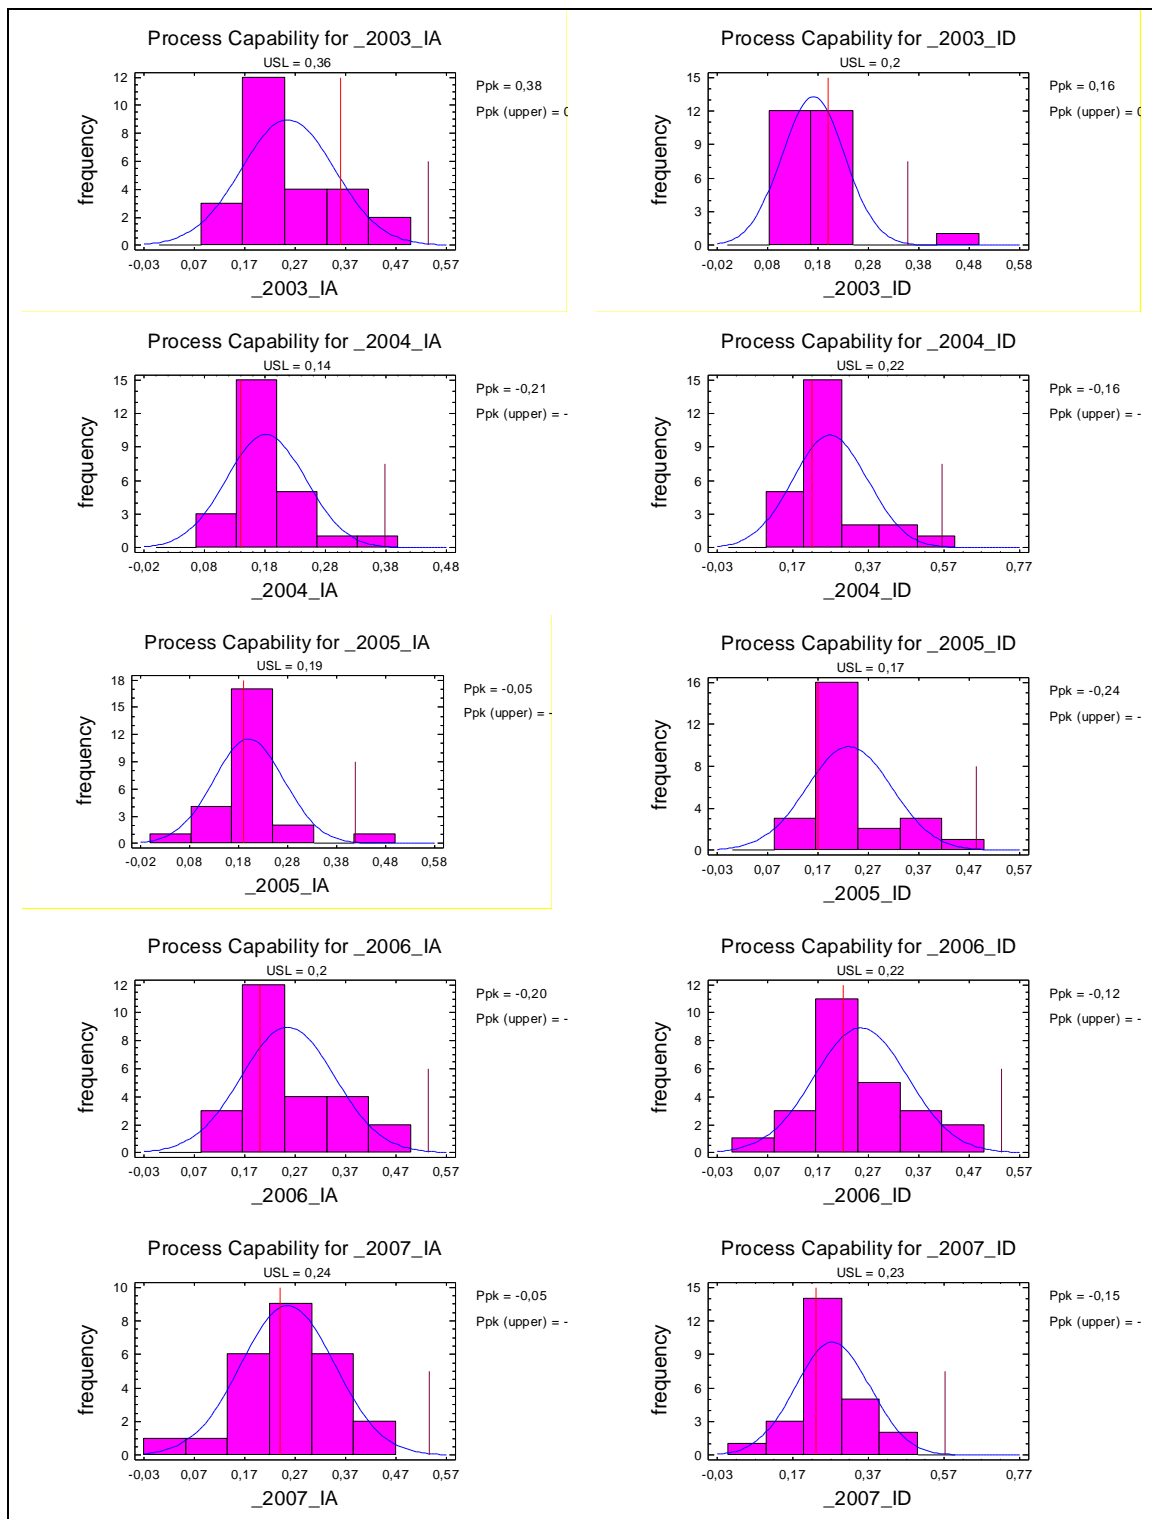 Process Capability for _2003_IA
USL = 0,36
Ppk = 0,38
Ppk (upper) = 0
frequency
12
10
8
6
4
2
0
-0,03 0,07 0,17 0,27 0,37 0,47 0,57
_2003_IA
Process Capability for _2003_ID
USL = 0,2
Ppk = 0,16
Ppk (upper) = 0
frequency
15
12
9
6
3
0
-0,02 0,08 0,18 0,28 0,38 0,48 0,58
_2003_ID
Process Capability for _2004_IA
USL = 0,14
Ppk = -0,21
Ppk (upper) = -
frequency
15
12
9
6
3
0
-0,02 0,08 0,18 0,28 0,38 0,48
_2004_IA
Process Capability for _2004_ID
USL = 0,22
Ppk = -0,16
Ppk (upper) = -
frequency
15
12
9
6
3
0
-0,03 0,17 0,37 0,57 0,77
_2004_ID
Process Capability for _2005_IA
USL = 0,19
Ppk = -0,05
Ppk (upper) = -
frequency
18
15
12
9
6
3
0
-0,02 0,08 0,18 0,28 0,38 0,48 0,58
_2005_IA
Process Capability for _2005_ID
USL = 0,17
Ppk = -0,24
Ppk (upper) = -
frequency
16
12
8
4
0
-0,03 0,07 0,17 0,27 0,37 0,47 0,57
_2005_ID
Process Capability for _2006_IA
USL = 0,2
Ppk = -0,20
Ppk (upper) = -
frequency
12
10
8
6
4
2
0
-0,03 0,07 0,17 0,27 0,37 0,47 0,57
_2006_IA
Process Capability for _2006_ID
USL = 0,22
Ppk = -0,12
Ppk (upper) = -
frequency
12
10
8
6
4
2
0
-0,03 0,07 0,17 0,27 0,37 0,47 0,57
_2006_ID
Process Capability for _2007_IA
USL = 0,24
Ppk = -0,05
Ppk (upper) = -
frequency
10
8
6
4
2
0
-0,03 0,07 0,17 0,27 0,37 0,47 0,57
_2007_IA
Process Capability for _2007_ID
USL = 0,23
Ppk = -0,15
Ppk (upper) = -
frequency
15
12
9
6
3
0
-0,03 0,17 0,37 0,57 0,77
_2007_ID